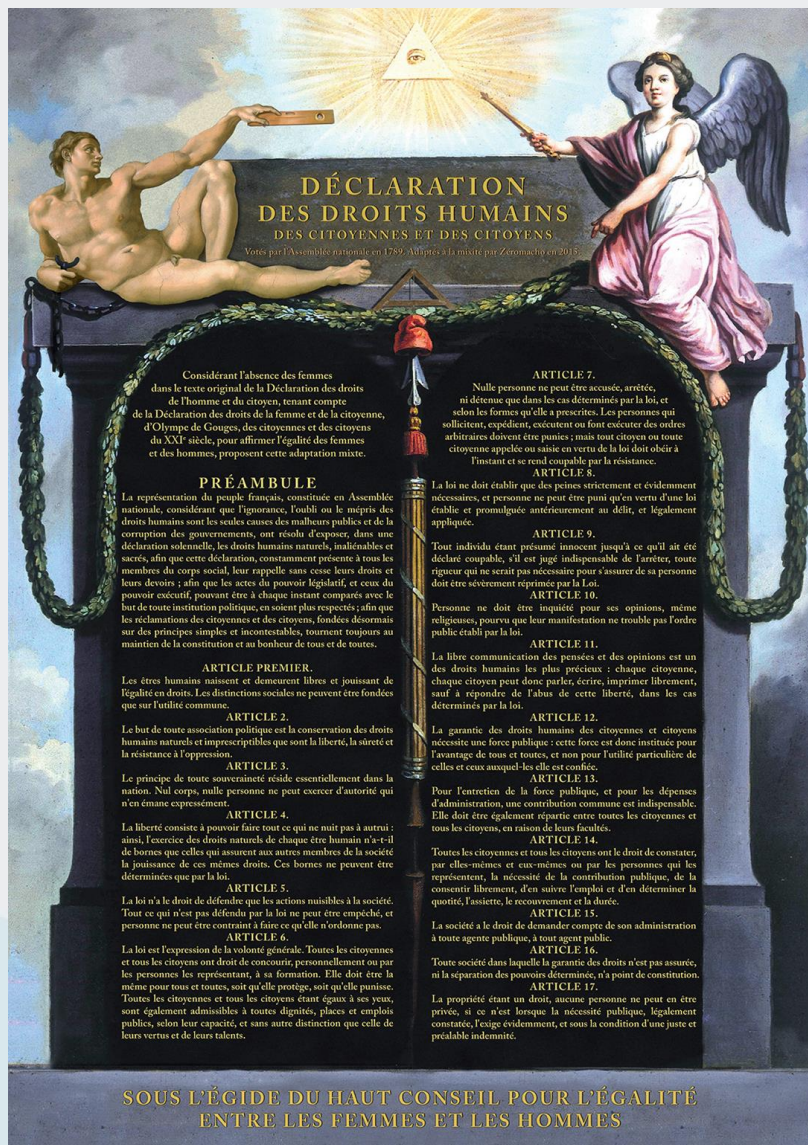 DÉCLARATION
DES DROITS HUMAINS
DES CITOYENNES ET DES CITOYENS
Votés par l'Assemblée nationale en 1789. Adaptés à la mixité par Zéromacho en 2015.
Considérant l'absence des femmes
dans le texte original de la Déclaration des droits
de l'homme et du citoyen, tenant compte
de la Déclaration des droits de la femme et de la citoyenne,
d'Olympe de Gouges, des citoyennes et des citoyens
du XXIe siècle, pour affirmer l'égalité des femmes
et des hommes, proposent cette adaptation mixte.
PRÉAMBULE
La représentation du peuple français, constituée en Assemblée
nationale, considérant que l'ignorance, l'oubli ou le mépris des
droits humains sont les seules causes des malheurs publics et de la
corruption des gouvernements, ont résolu d'exposer, dans une
déclaration solennelle, les droits humains naturels, inaliénables et
sacrés, afin que cette déclaration, constamment présente à tous les
membres du corps social, leur rappelle sans cesse leurs droits et
leurs devoirs ; afin que les actes du pouvoir législatif, et ceux du
pouvoir exécutif, pouvant être à chaque instant comparés avec le
but de toute institution politique, en soient plus respectés ; afin que
les réclamations des citoyennes et des citoyens, fondées désormais
sur des principes simples et incontestables, tournent toujours au
maintien de la constitution et au bonheur de tous et de toutes.
ARTICLE PREMIER.
Les êtres humains naissent et demeurent libres et jouissant de
l'égalité en droits. Les distinctions sociales ne peuvent être fondées
que sur l'utilité commune.
ARTICLE 2.
Le but de toute association politique est la conservation des droits
humains naturels et imprescriptibles que sont la liberté, la sûreté et
la résistance à l'oppression.
ARTICLE 3.
Le principe de toute souveraineté réside essentiellement dans la
nation. Nul corps, nulle personne ne peut exercer d'autorité qui
n'en émane expressément.
ARTICLE 4.
La liberté consiste à pouvoir faire tout ce qui ne nuit pas à autrui :
ainsi, l'exercice des droits naturels de chaque être humain n'a-t-il
de bornes que celles qui assurent aux autres membres de la société
la jouissance de ces mêmes droits. Ces bornes ne peuvent être
déterminées que par la loi.
ARTICLE 5.
La loi n'a le droit de défendre que les actions nuisibles à la société.
Tout ce qui n'est pas défendu par la loi ne peut être empêché, et
personne ne peut être contraint à faire ce qu'elle n'ordonne pas.
ARTICLE 6.
La loi est l'expression de la volonté générale. Toutes les citoyennes
et tous les citoyens ont droit de concourir, personnellement ou par
les personnes les représentant, à sa formation. Elle doit être la
même pour tous et toutes, soit qu'elle protège, soit qu'elle punisse.
Toutes les citoyennes et tous les citoyens étant égaux à ses yeux,
sont également admissibles à toutes dignités, places et emplois
publics, selon leur capacité, et sans autre distinction que celle de
leurs vertus et de leurs talents.
ARTICLE 7.
Nulle personne ne peut être accusée, arrêtée,
ni détenue que dans les cas déterminés par la loi, et
selon les formes qu'elle a prescrites. Les personnes qui
sollicitent, expédient, exécutent ou font exécuter des ordres
arbitraires doivent être punies ; mais tout citoyen ou toute
citoyenne appelée ou saisie en vertu de la loi doit obéir à
l'instant et se rend coupable par la résistance.
ARTICLE 8.
La loi ne doit établir que des peines strictement et évidemment
nécessaires, et personne ne peut être puni qu'en vertu d'une loi
établie et promulguée antérieurement au délit, et légalement
appliquée.
ARTICLE 9.
Tout individu étant présumé innocent jusqu'à ce qu'il ait été
déclaré coupable, s'il est jugé indispensable de l'arrêter, toute
rigueur qui ne serait pas nécessaire pour s'assurer de sa personne
doit être sévèrement réprimée par la Loi.
ARTICLE 10.
Personne ne doit être inquiété pour ses opinions, même
religieuses, pourvu que leur manifestation ne trouble pas l'ordre
public établi par la loi.
ARTICLE 11.
La libre communication des pensées et des opinions est un
des droits humains les plus précieux : chaque citoyenne,
chaque citoyen peut donc parler, écrire, imprimer librement,
sauf à répondre de l'abus de cette liberté, dans les cas
déterminés par la loi.
ARTICLE 12.
La garantie des droits humains des citoyennes et citoyens
nécessite une force publique : cette force est donc instituée pour
l'avantage de tous et toutes, et non pour l'utilité particulière de
celles et ceux auxquel-les elle est confiée.
ARTICLE 13.
Pour l'entretien de la force publique, et pour les dépenses
d'administration, une contribution commune est indispensable.
Elle doit être également répartie entre toutes les citoyennes et
tous les citoyens, en raison de leurs facultés.
ARTICLE 14.
Toutes les citoyennes et tous les citoyens ont le droit de constater,
par elles-mêmes et eux-mêmes ou par les personnes qui les
représentent, la nécessité de la contribution publique, de la
consentir librement, d'en suivre l'emploi et d'en déterminer la
quotité, l'assiette, le recouvrement et la durée.
ARTICLE 15.
La société a le droit de demander compte de son administration
à toute agente publique, à tout agent public.
ARTICLE 16.
Toute société dans laquelle la garantie des droits n'est pas assurée,
ni la séparation des pouvoirs déterminée, n'a point de constitution.
ARTICLE 17.
La propriété étant un droit, aucune personne ne peut en être
privée, si ce n'est lorsque la nécessité publique, légalement
constatée, l'exige évidemment, et sous la condition d'une juste et
préalable indemnité.
SOUS L'ÉGIDE DU HAUT CONSEIL POUR L'ÉGALITÉ
ENTRE LES FEMMES ET LES HOMMES